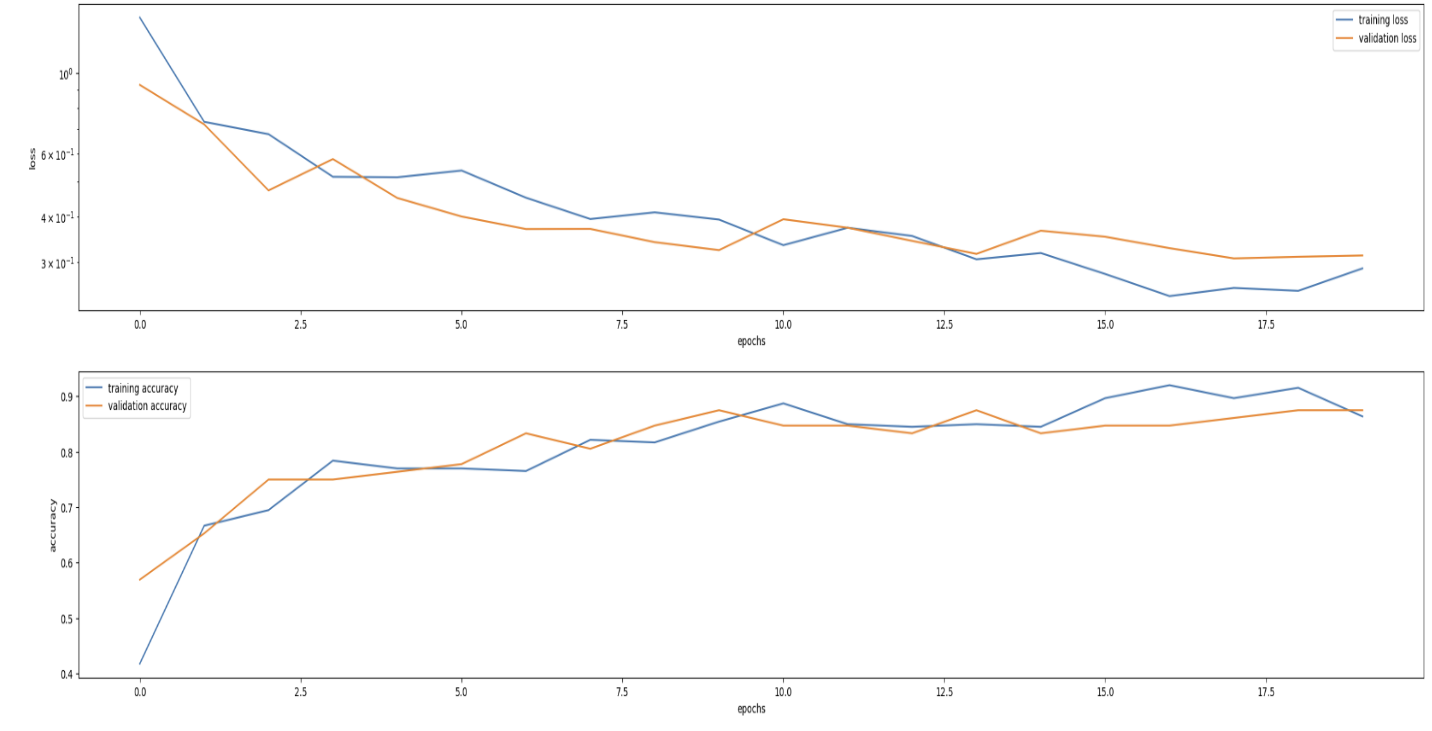 training loss
validation loss
10⁰
6 × 10⁻¹
4 × 10⁻¹
3 × 10⁻¹
loss
0.0 2.5 5.0 7.5 10.0 12.5 15.0 17.5
epochs
training accuracy
validation accuracy
0.9
0.8
0.7
0.6
0.5
0.4
accuracy
0.0 2.5 5.0 7.5 10.0 12.5 15.0 17.5
epochs